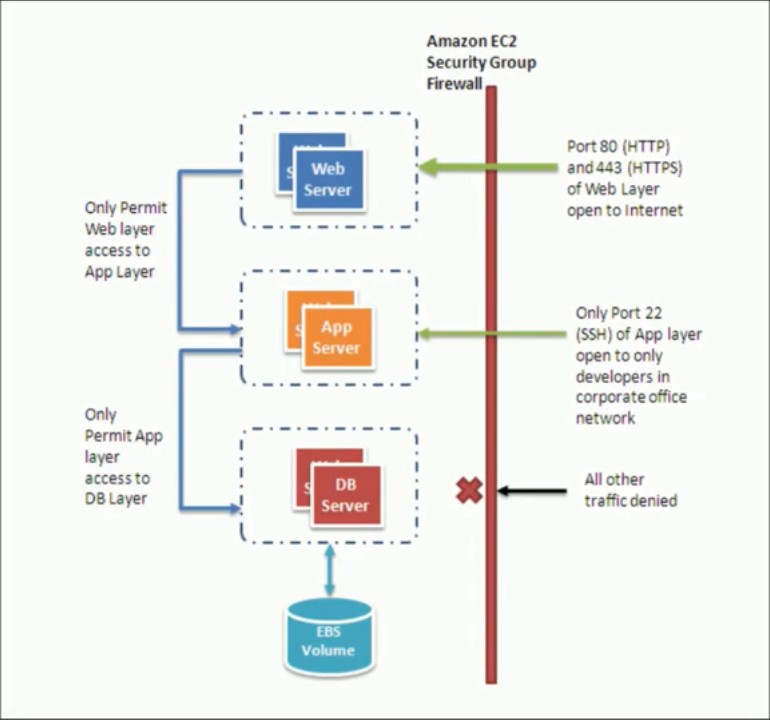 Amazon EC2
Security Group
Firewall
Web
Server
Port 80 (HTTP)
and 443 (HTTPS)
of Web Layer
open to Internet
Only Permit
Web layer
access to
App Layer
App
Server
Only Port 22
(SSH) of App layer
open to only
developers in
corporate office
network
Only
Permit App
layer
access to
DB Layer
DB
Server
All other
traffic denied
EBS
Volume